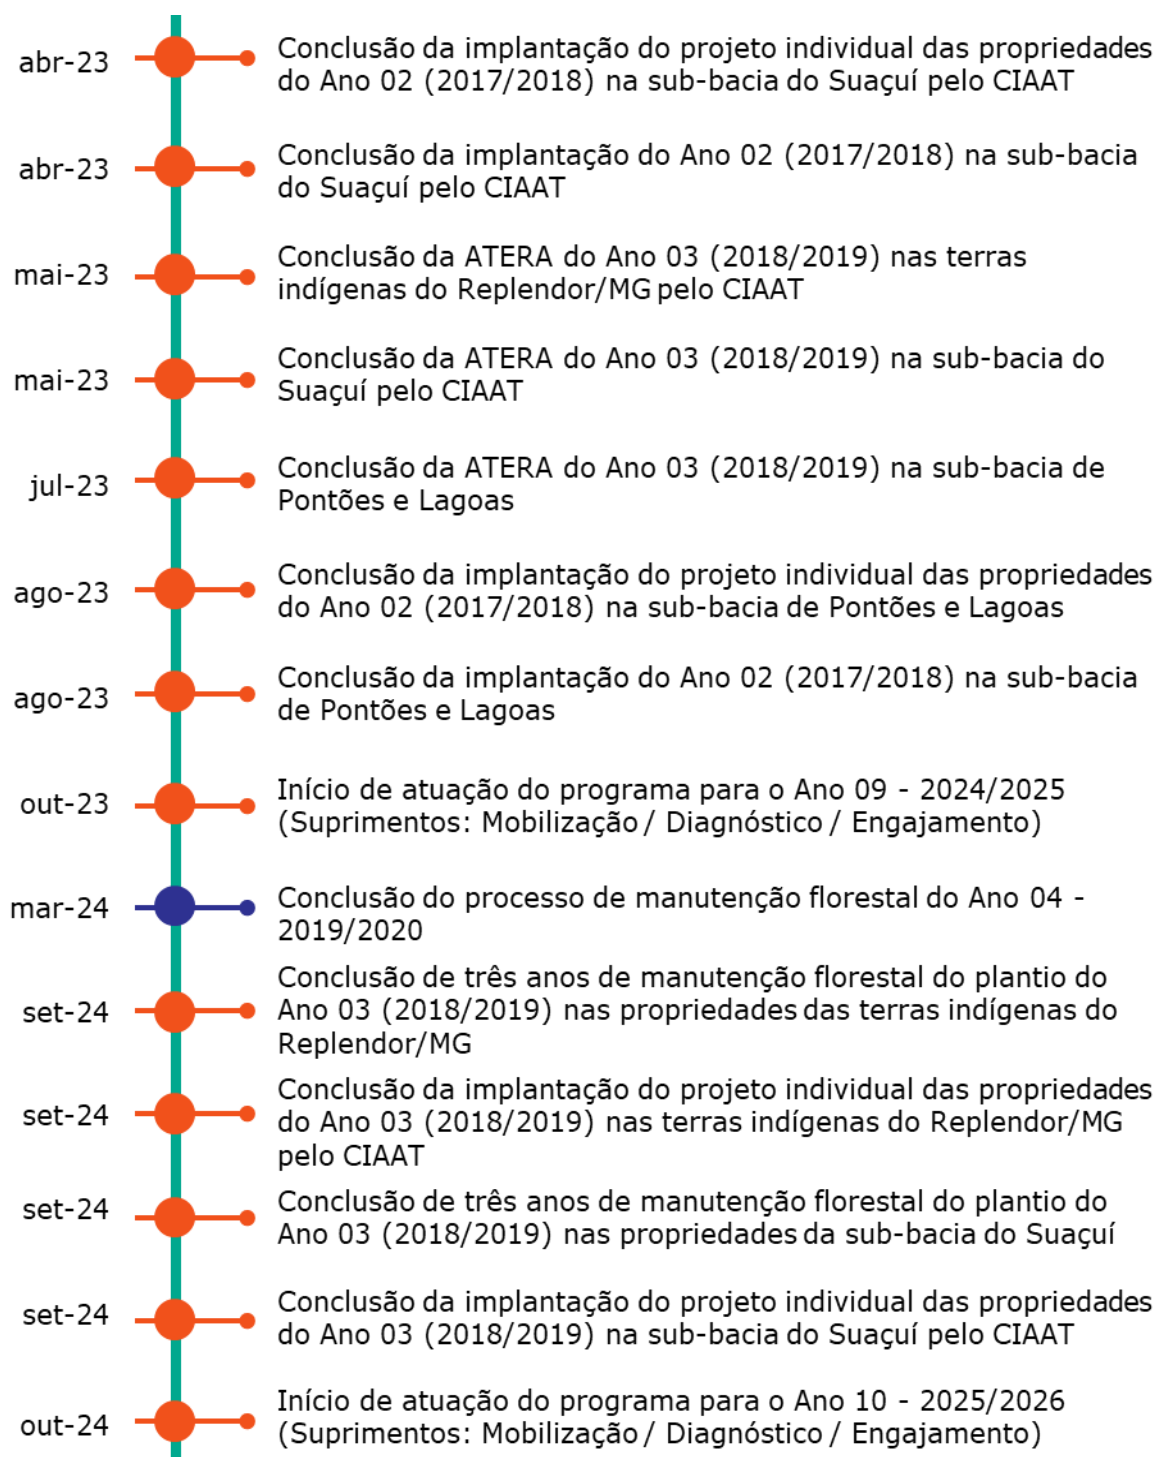 abr-23
Conclusão da implantação do projeto individual das propriedades
do Ano 02 (2017/2018) na sub-bacia do Suaçuí pelo CIAAT
abr-23
Conclusão da implantação do Ano 02 (2017/2018) na sub-bacia
do Suaçuí pelo CIAAT
mai-23
Conclusão da ATERA do Ano 03 (2018/2019) nas terras
indígenas do Replendor/MG pelo CIAAT
mai-23
Conclusão da ATERA do Ano 03 (2018/2019) na sub-bacia do
Suaçuí pelo CIAAT
jul-23
Conclusão da ATERA do Ano 03 (2018/2019) na sub-bacia de
Pontões e Lagoas
ago-23
Conclusão da implantação do projeto individual das propriedades
do Ano 02 (2017/2018) na sub-bacia de Pontões e Lagoas
ago-23
Conclusão da implantação do Ano 02 (2017/2018) na sub-bacia
de Pontões e Lagoas
out-23
Início de atuação do programa para o Ano 09 - 2024/2025
(Suprimentos: Mobilização / Diagnóstico / Engajamento)
mar-24
Conclusão do processo de manutenção florestal do Ano 04 -
2019/2020
set-24
Conclusão de três anos de manutenção florestal do plantio do
Ano 03 (2018/2019) nas propriedades das terras indígenas do
Replendor/MG
set-24
Conclusão da implantação do projeto individual das propriedades
do Ano 03 (2018/2019) nas terras indígenas do Replendor/MG
pelo CIAAT
set-24
Conclusão de três anos de manutenção florestal do plantio do
Ano 03 (2018/2019) nas propriedades da sub-bacia do Suaçuí
set-24
Conclusão da implantação do projeto individual das propriedades
do Ano 03 (2018/2019) na sub-bacia do Suaçuí pelo CIAAT
out-24
Início de atuação do programa para o Ano 10 - 2025/2026
(Suprimentos: Mobilização / Diagnóstico / Engajamento)